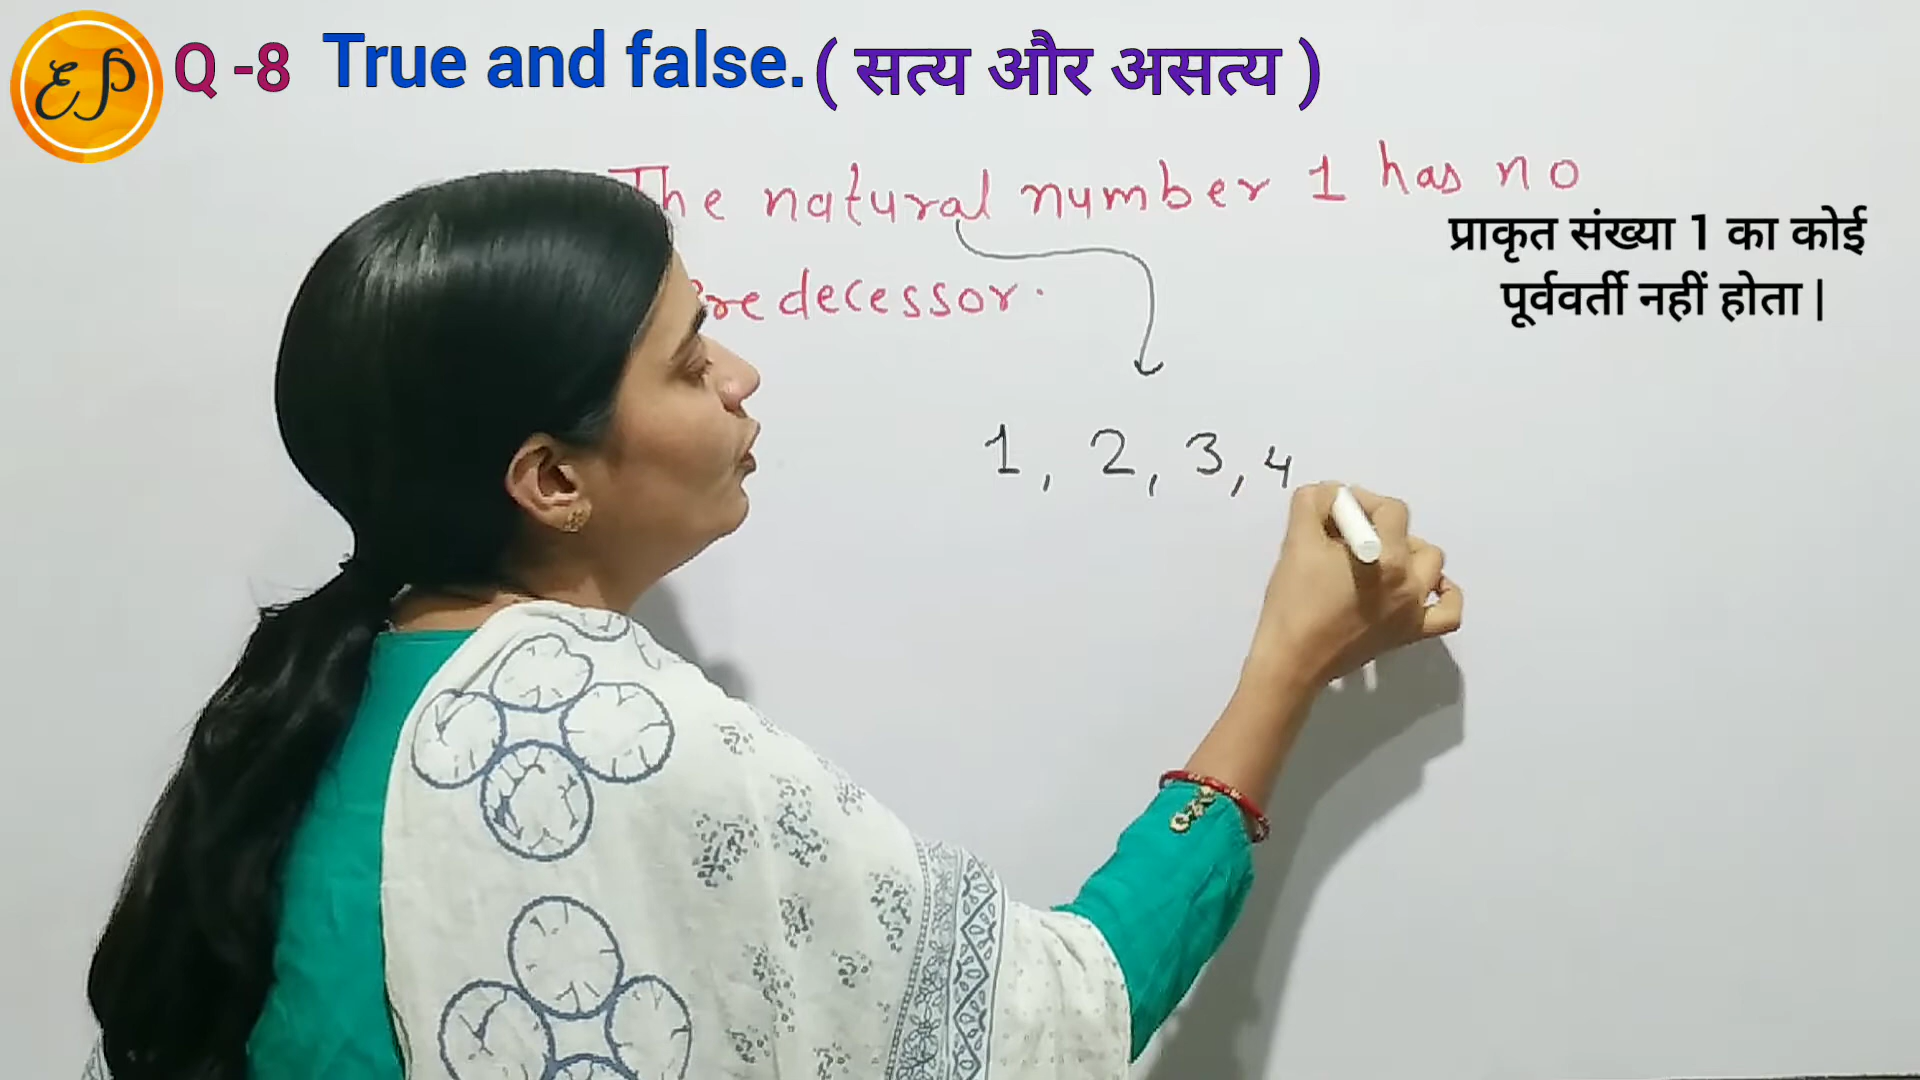 EP
Q -8 True and false. ( सत्य और असत्य )
The natural number 1 has no
प्राकृत संख्या 1 का कोई
पूर्ववर्ती नहीं होता |
Predecessor.
1, 2, 3, 4